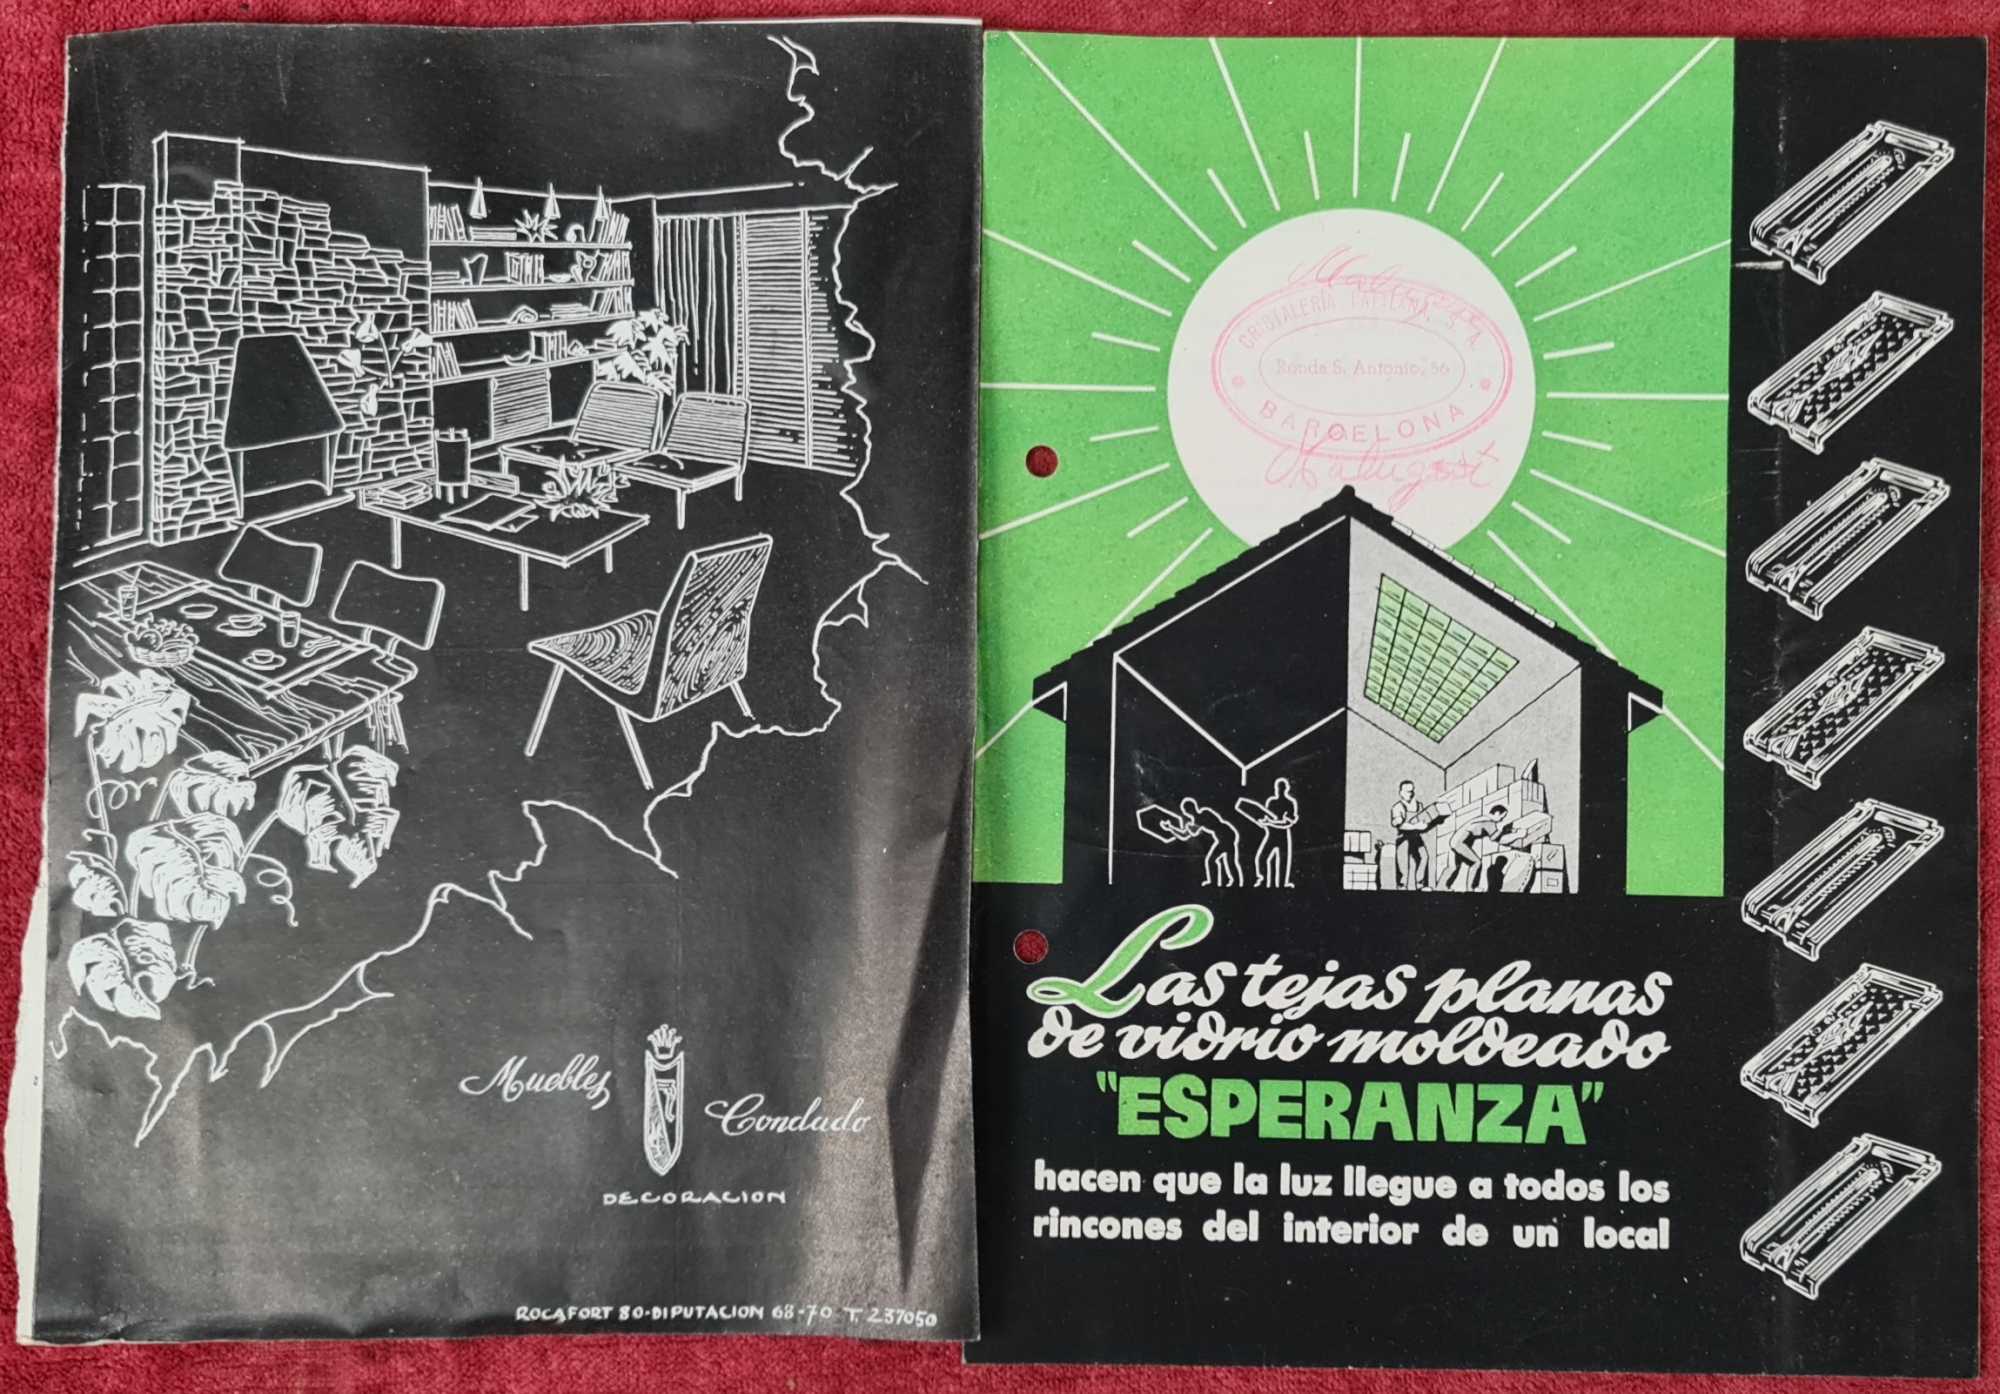 Muebles
Condado
DECORACION
ROCAFORT 80-DIPUTACION 68-70 T. 237050
Ronda S. Antonio, 56
BARCELONA
Las tejas planas
de vidrio moldeado
"ESPERANZA"
hacen que la luz llegue a todos los
rincones del interior de un local